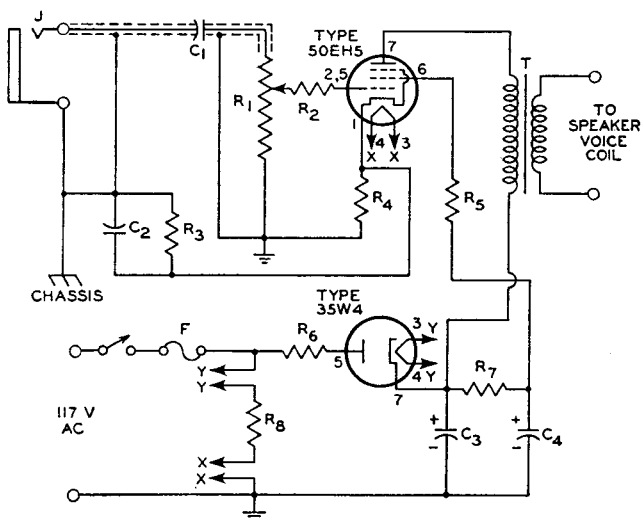 J
C1
TYPE
50EH5
7
2,5
6
R1
R2
1
4
3
X
X
T
TO
SPEAKER
VOICE
COIL
R4
R5
C2
R3
CHASSIS
TYPE
35W4
F
R6
3
Y
5
4
Y
7
Y
Y
R7
117 V
AC
R8
C3
C4
+
-
+
-
X
X